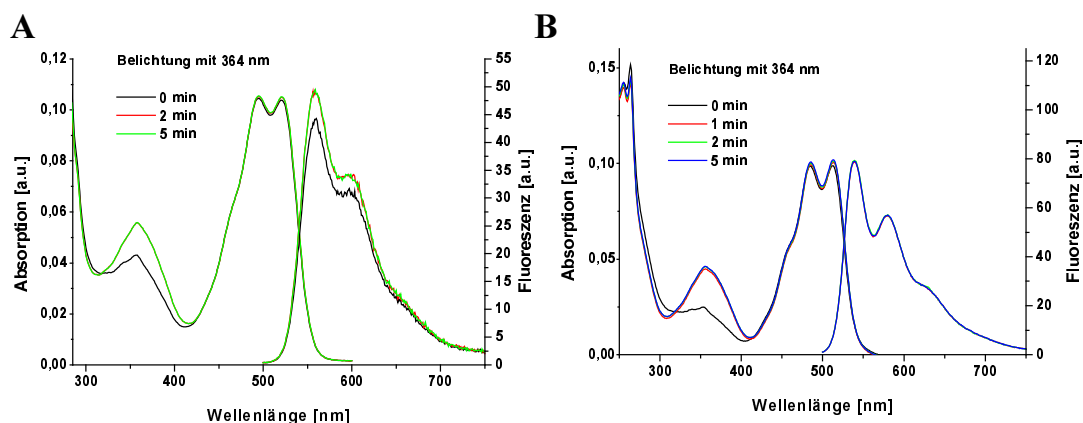 A
Belichtung mit 364 nm
0 min
2 min
5 min
Absorption [a.u.]
0,12
0,10
0,08
0,06
0,04
0,02
0,00
Fluoreszenz [a.u.]
55
50
45
40
35
30
25
20
15
10
5
0
300 400 500 600 700
Wellenlänge [nm]
B
Belichtung mit 364 nm
0 min
1 min
2 min
5 min
Absorption [a.u.]
0,15
0,10
0,05
0,00
Fluoreszenz [a.u.]
120
100
80
60
40
20
0
300 400 500 600 700
Wellenlänge [nm]